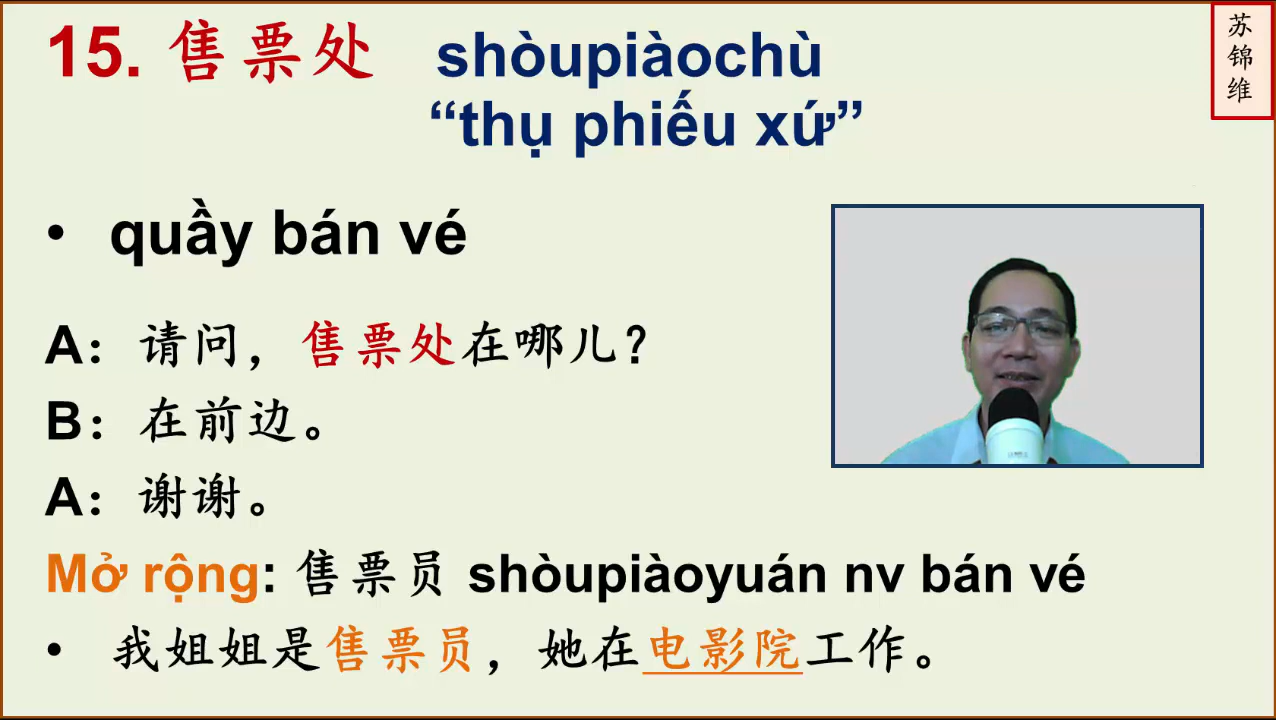 15. 售票处 shòupiàochù
“thụ phiếu xứ”
苏锦维
• quầy bán vé
A：请问，售票处在哪儿？
B：在前边。
A：谢谢。
Mở rộng: 售票员 shòupiàoyuán nv bán vé
• 我姐姐是售票员，她在电影院工作。